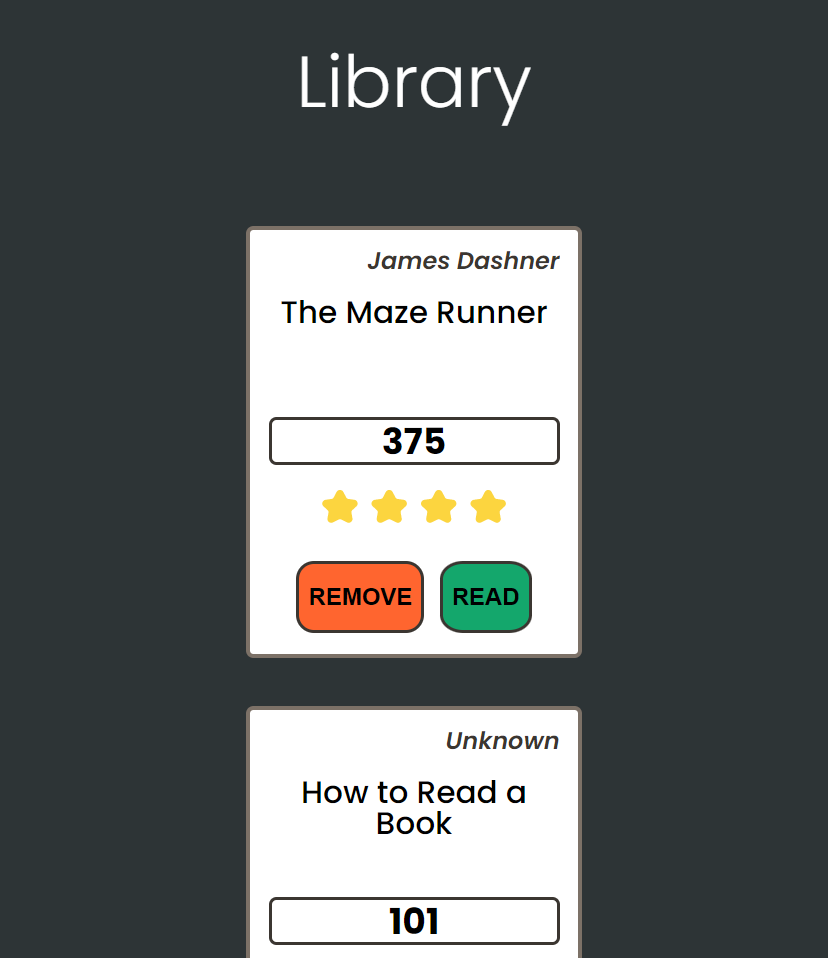 Library
James Dashner
The Maze Runner
375
REMOVE
READ
Unknown
How to Read a
Book
101